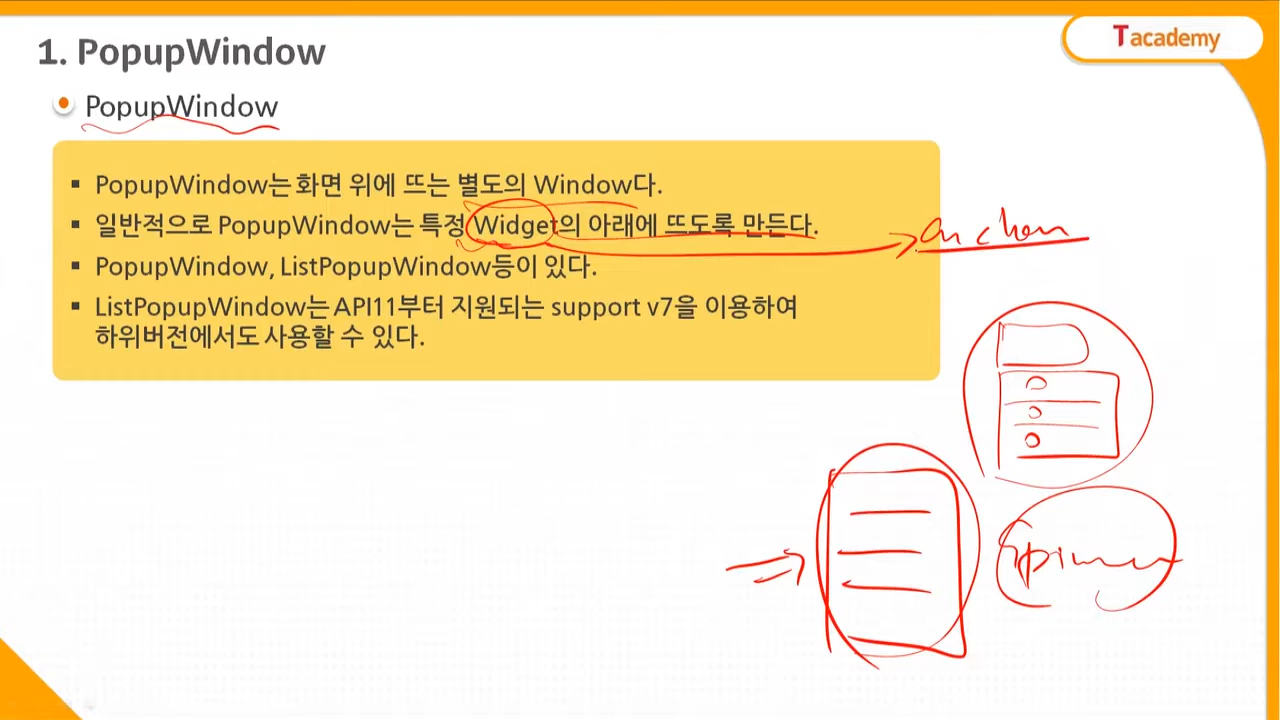 1. PopupWindow
Tacademy
PopupWindow
▪ PopupWindow는 화면 위에 뜨는 별도의 Window다.
▪ 일반적으로 PopupWindow는 특정 Widget의 아래에 뜨도록 만든다.
anchor
▪ PopupWindow, ListPopupWindow등이 있다.
▪ ListPopupWindow는 API11부터 지원되는 support v7을 이용하여
하위버전에서도 사용할 수 있다.
spinner